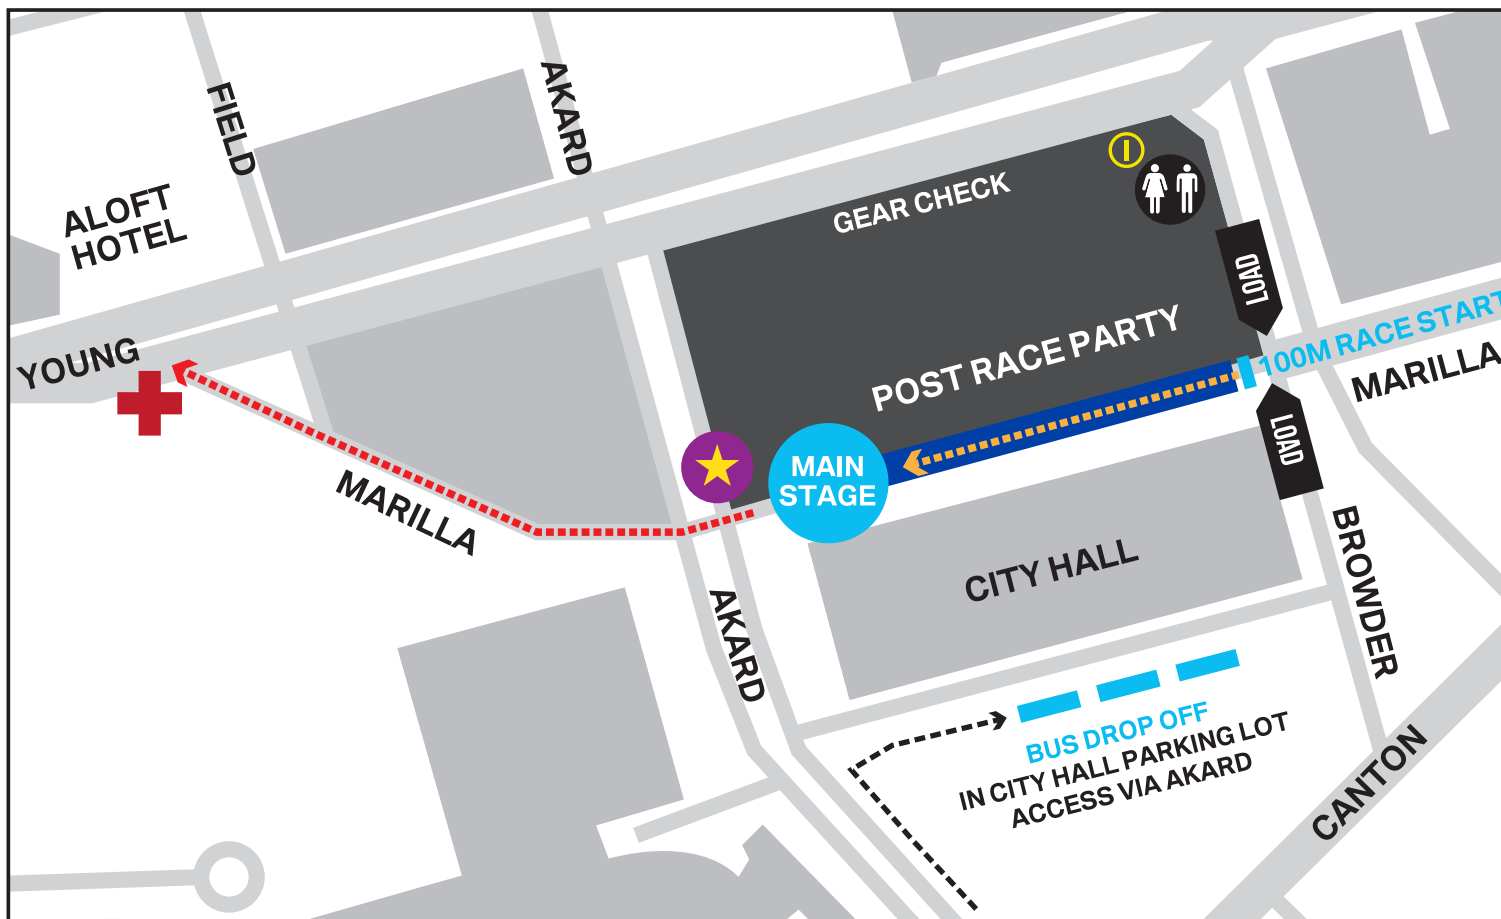 FIELD
AKARD
ALOFT
HOTEL
GEAR CHECK
LOAD
YOUNG
POST RACE PARTY
100M RACE START
MARILLA
MAIN
STAGE
LOAD
MARILLA
CITY HALL
BROWDER
AKARD
BUS DROP OFF
IN CITY HALL PARKING LOT
ACCESS VIA AKARD
CANTON